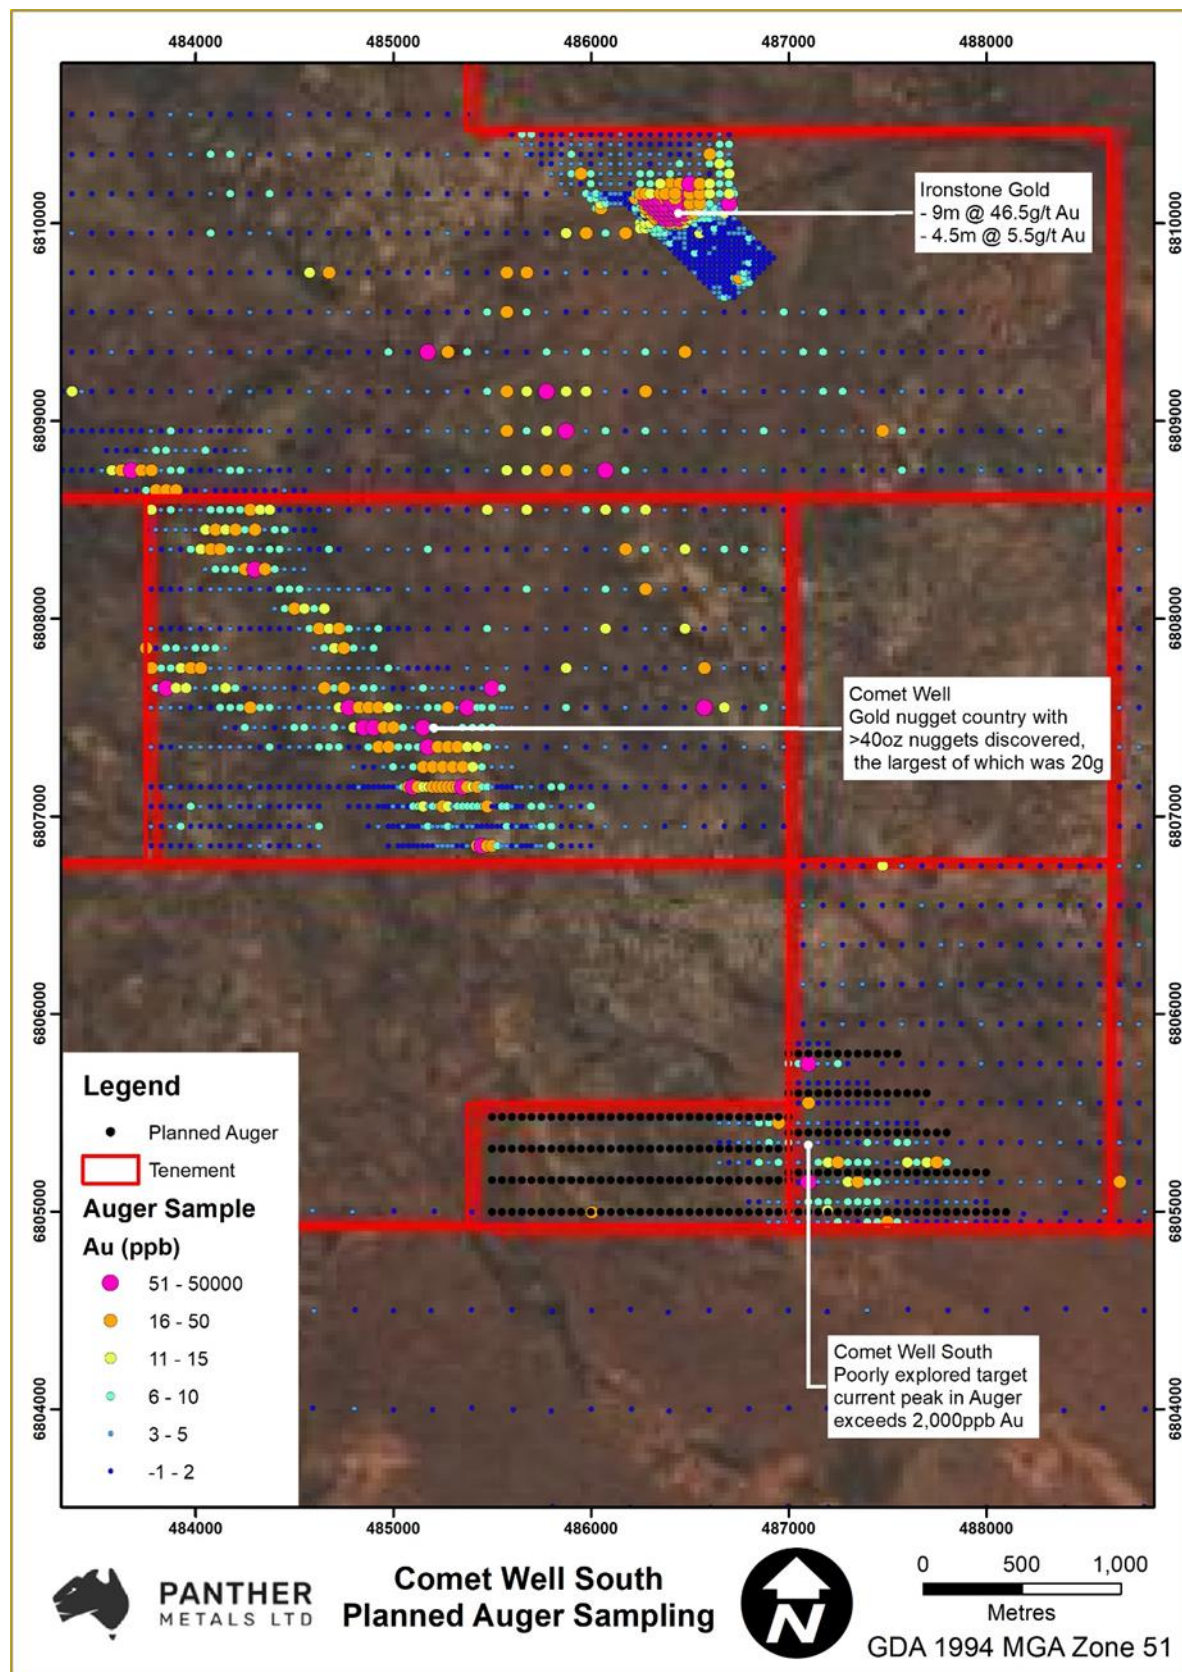 484000 485000 486000 487000 488000
6810000
6809000
6808000
6807000
6806000
6805000
6804000
Ironstone Gold
- 9m @ 46.5g/t Au
- 4.5m @ 5.5g/t Au
6810000
6809000
6808000
Comet Well
Gold nugget country with
>40oz nuggets discovered,
the largest of which was 20g
6807000
6806000
6805000
Comet Well South
Poorly explored target
current peak in Auger
exceeds 2,000ppb Au
6804000
Legend
Planned Auger
Tenement
Auger Sample
Au (ppb)
51 - 50000
16 - 50
11 - 15
6 - 10
3 - 5
-1 - 2
484000 485000 486000 487000 488000
PANTHER
METALS LTD
Comet Well South
Planned Auger Sampling
N
0 500 1,000
Metres
GDA 1994 MGA Zone 51